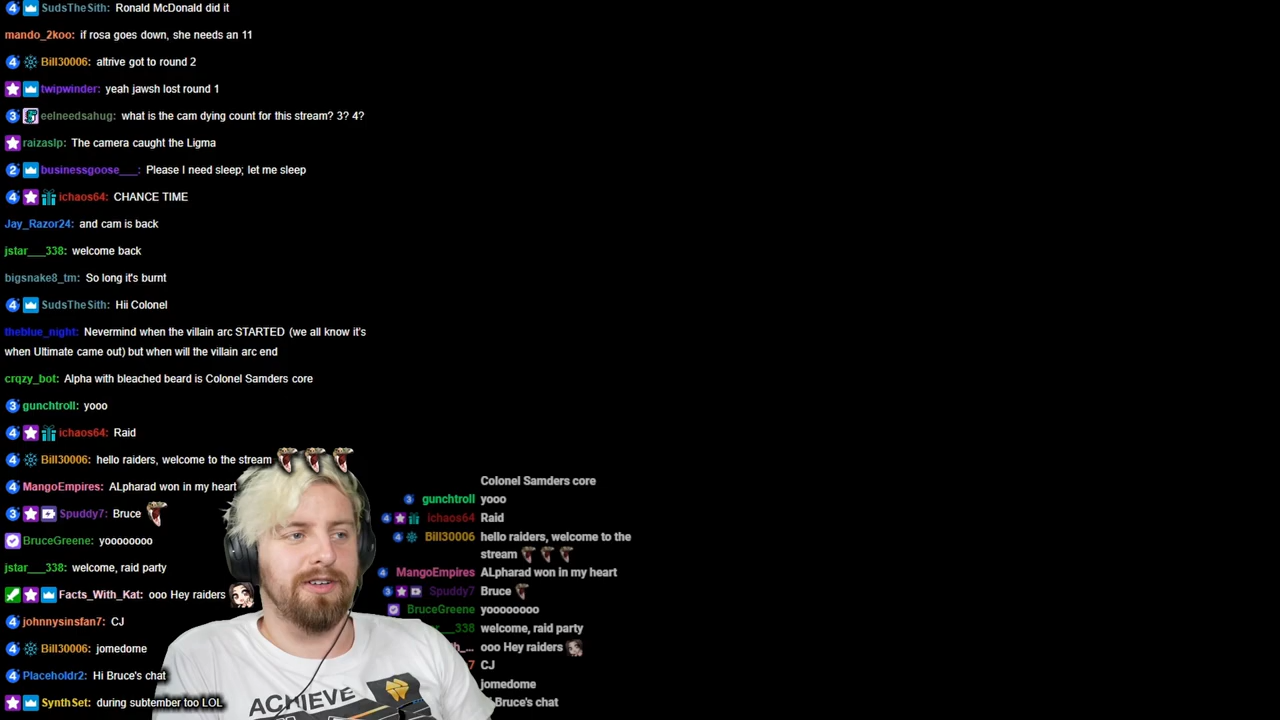 SudsTheSith: Ronald McDonald did it
mando_2koo: if rosa goes down, she needs an 11
Bill30006: altrive got to round 2
twipwinder: yeah jawsh lost round 1
eelneedsahug: what is the cam dying count for this stream? 3? 4?
raizaslp: The camera caught the Ligma
businessgoose___: Please I need sleep; let me sleep
ichaos64: CHANCE TIME
Jay_Razor24: and cam is back
jstar___338: welcome back
bigsnake8_tm: So long it's burnt
SudsTheSith: Hii Colonel
theblue_night: Nevermind when the villain arc STARTED (we all know it's
when Ultimate came out) but when will the villain arc end
crqzy_bot: Alpha with bleached beard is Colonel Samders core
gunchtroll: yooo
ichaos64: Raid
Bill30006: hello raiders, welcome to the stream
MangoEmpires: ALpharad won in my heart
Spuddy7: Bruce
BruceGreene: yoooooooo
jstar___338: welcome, raid party
Facts_With_Kat: ooo Hey raiders
johnnysinsfan7: CJ
Bill30006: jomedome
Placeholdr2: Hi Bruce's chat
SynthSet: during subtember too LOL
Colonel Samders core
gunchtroll yooo
ichaos64 Raid
Bill30006 hello raiders, welcome to the
stream
MangoEmpires ALpharad won in my heart
Spuddy7 Bruce
BruceGreene yoooooooo
338 welcome, raid party
ooo Hey raiders
7 CJ
jomedome
Bruce's chat
ACHIEVE